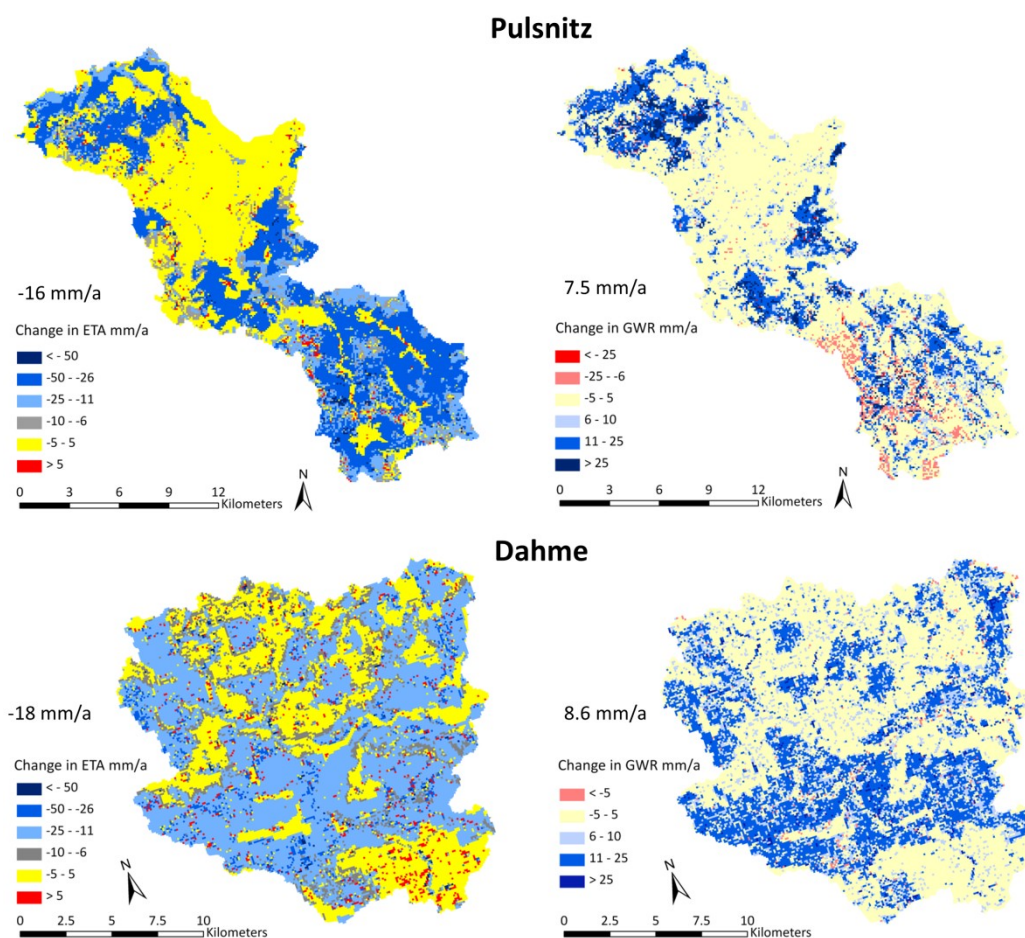 Pulsnitz
-16 mm/a
Change in ETA mm/a
< - 50
-50 - -26
-25 - -11
-10 - -6
-5 - 5
> 5
N
0 3 6 9 12
Kilometers
7.5 mm/a
Change in GWR mm/a
< - 25
-25 - -6
-5 - 5
6 - 10
11 - 25
> 25
N
0 3 6 9 12
Kilometers
Dahme
-18 mm/a
Change in ETA mm/a
< - 50
-50 - -26
-25 - -11
-10 - -6
-5 - 5
> 5
N
0 2.5 5 7.5 10
Kilometers
8.6 mm/a
Change in GWR mm/a
< -5
-5 - 5
6 - 10
11 - 25
> 25
N
0 2.5 5 7.5 10
Kilometers